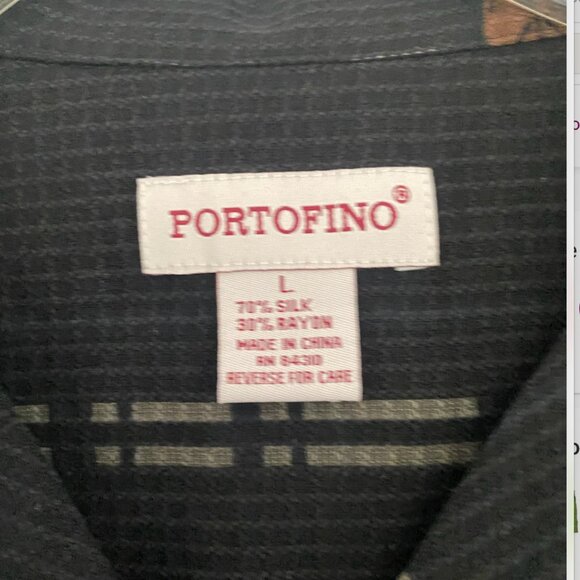 PORTOFINO®
L
70% SILK
30% RAYON
MADE IN CHINA
RN 84310
REVERSE FOR CARE